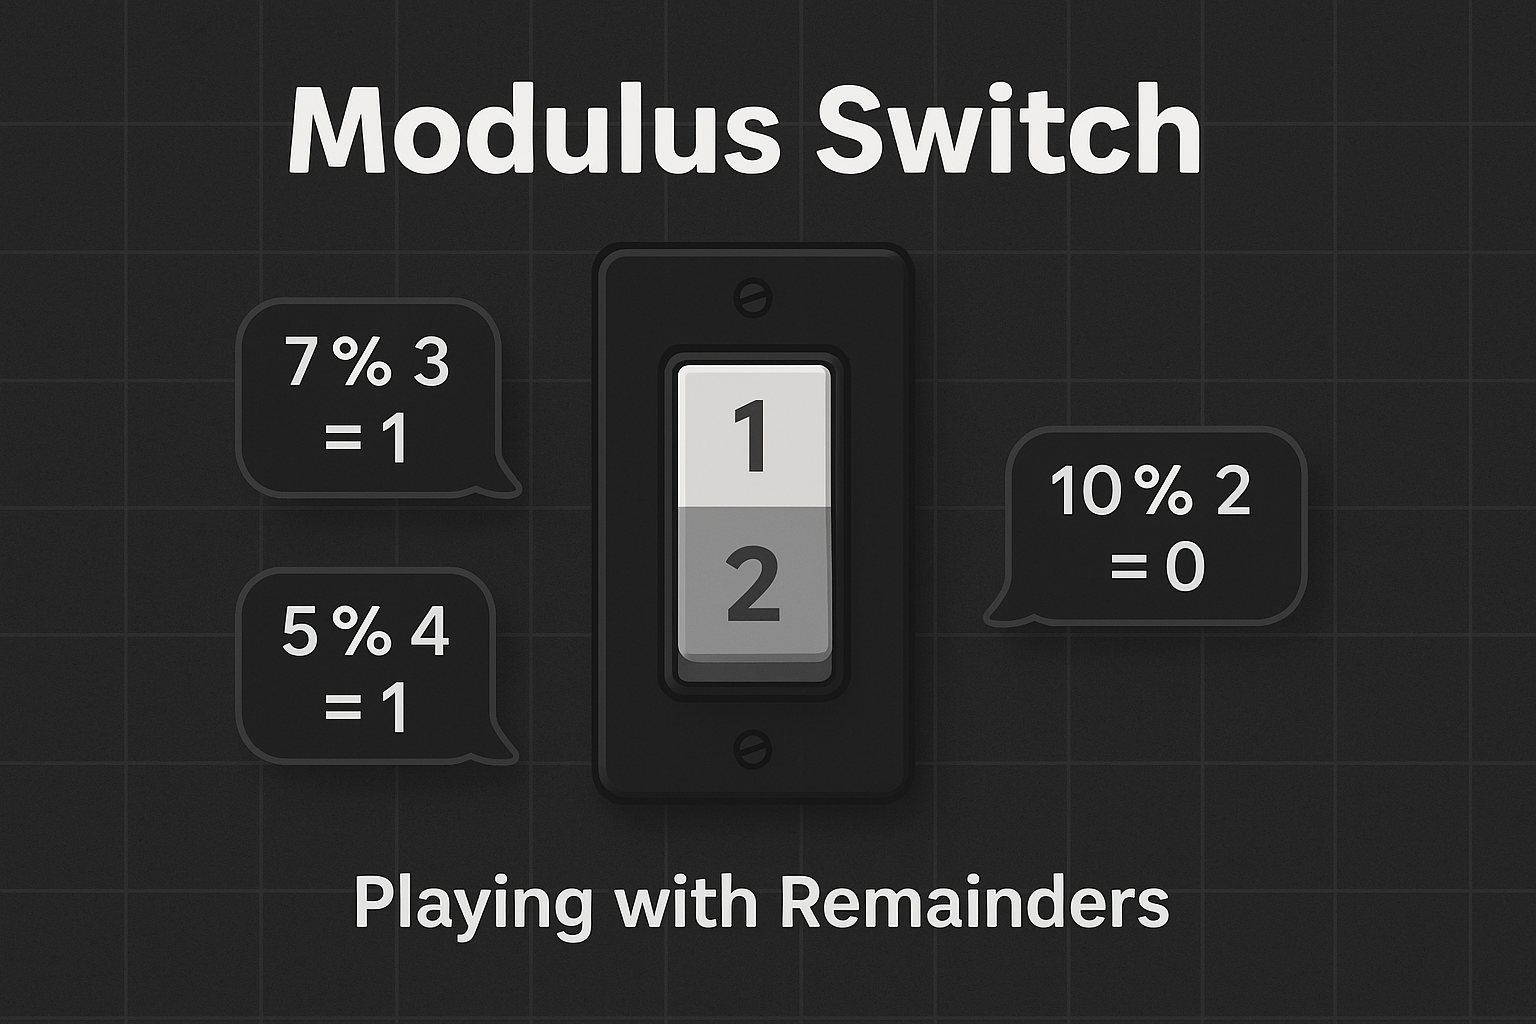 Modulus Switch
7 % 3
= 1
5 % 4
= 1
1
2
10 % 2
= 0
Playing with Remainders